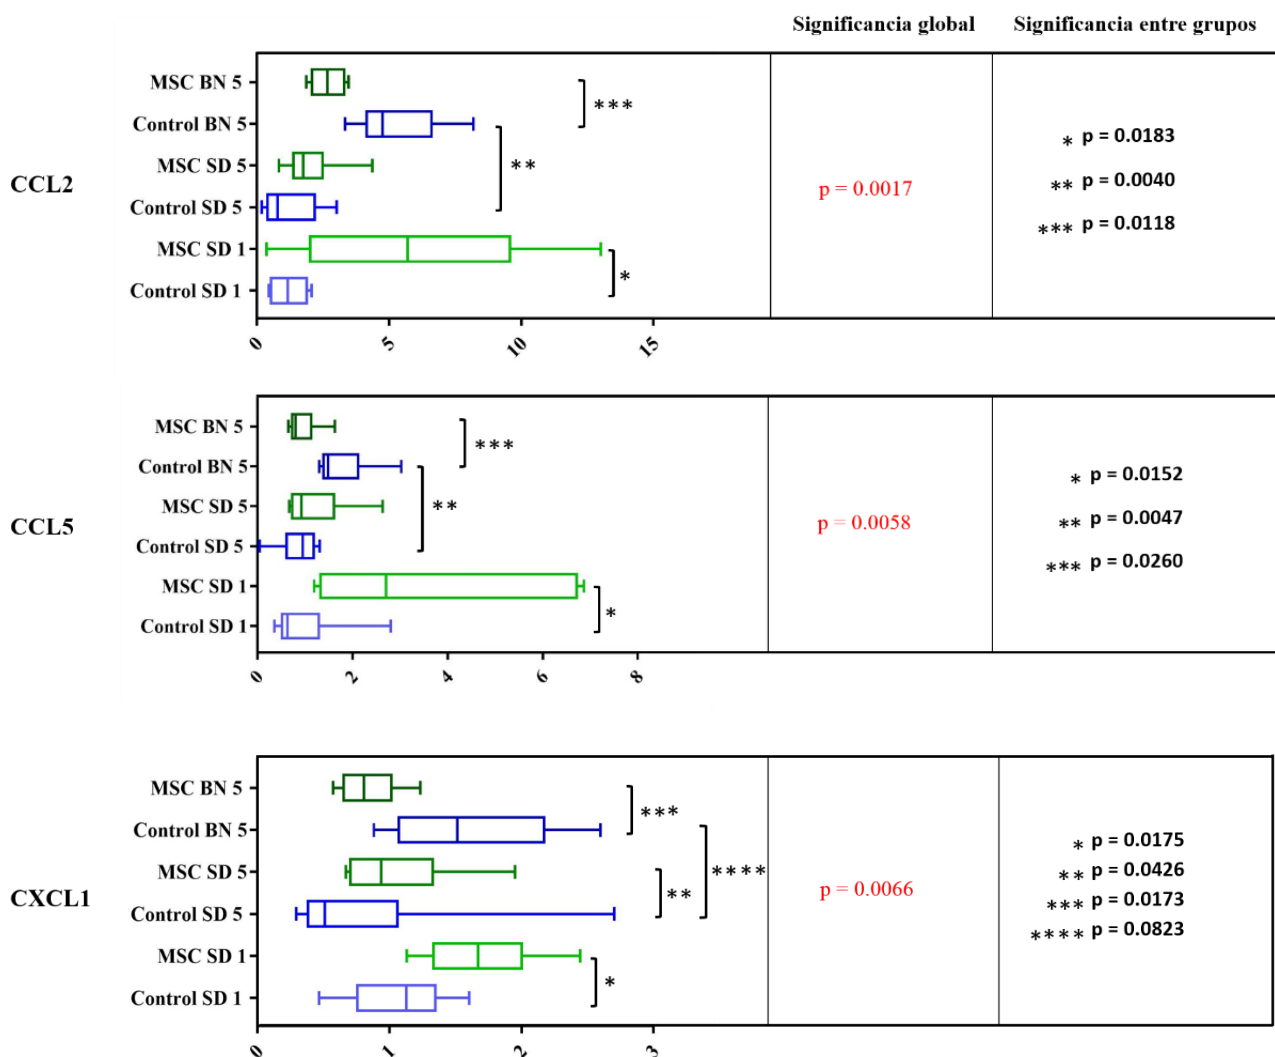 Significancia global Significancia entre grupos
CCL2
MSC BN 5
Control BN 5
MSC SD 5
Control SD 5
MSC SD 1
Control SD 1
***
**
*
0 5 10 15
p = 0.0017
* p = 0.0183
** p = 0.0040
*** p = 0.0118
CCL5
MSC BN 5
Control BN 5
MSC SD 5
Control SD 5
MSC SD 1
Control SD 1
***
**
*
0 2 4 6 8
p = 0.0058
* p = 0.0152
** p = 0.0047
*** p = 0.0260
CXCL1
MSC BN 5
Control BN 5
MSC SD 5
Control SD 5
MSC SD 1
Control SD 1
***
****
**
*
0 1 2 3
p = 0.0066
* p = 0.0175
** p = 0.0426
*** p = 0.0173
**** p = 0.0823